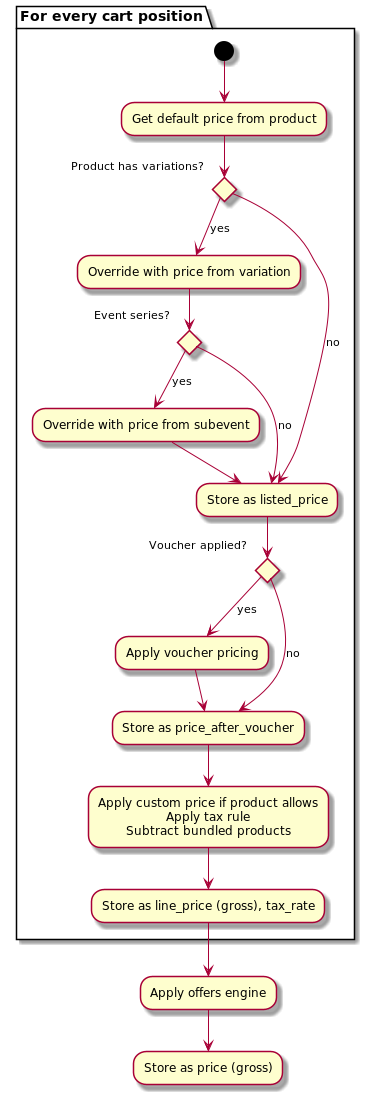 For every cart position
Get default price from product
Product has variations?
yes
Override with price from variation
Event series?
no
yes
Override with price from subevent
no
Store as listed_price
Voucher applied?
yes
Apply voucher pricing
no
Store as price_after_voucher
Apply custom price if product allows
Apply tax rule
Subtract bundled products
Store as line_price (gross), tax_rate
Apply offers engine
Store as price (gross)